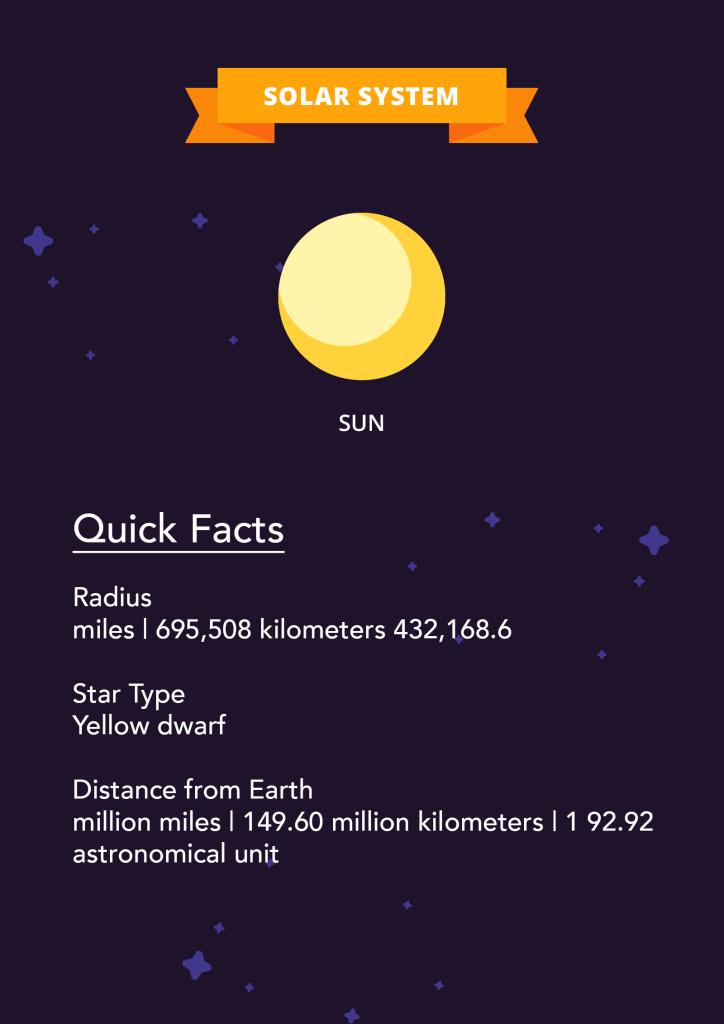 SOLAR SYSTEM
SUN
Quick Facts
Radius
miles | 695,508 kilometers 432,168.6
Star Type
Yellow dwarf
Distance from Earth
million miles | 149.60 million kilometers | 1 92.92
astronomical unit